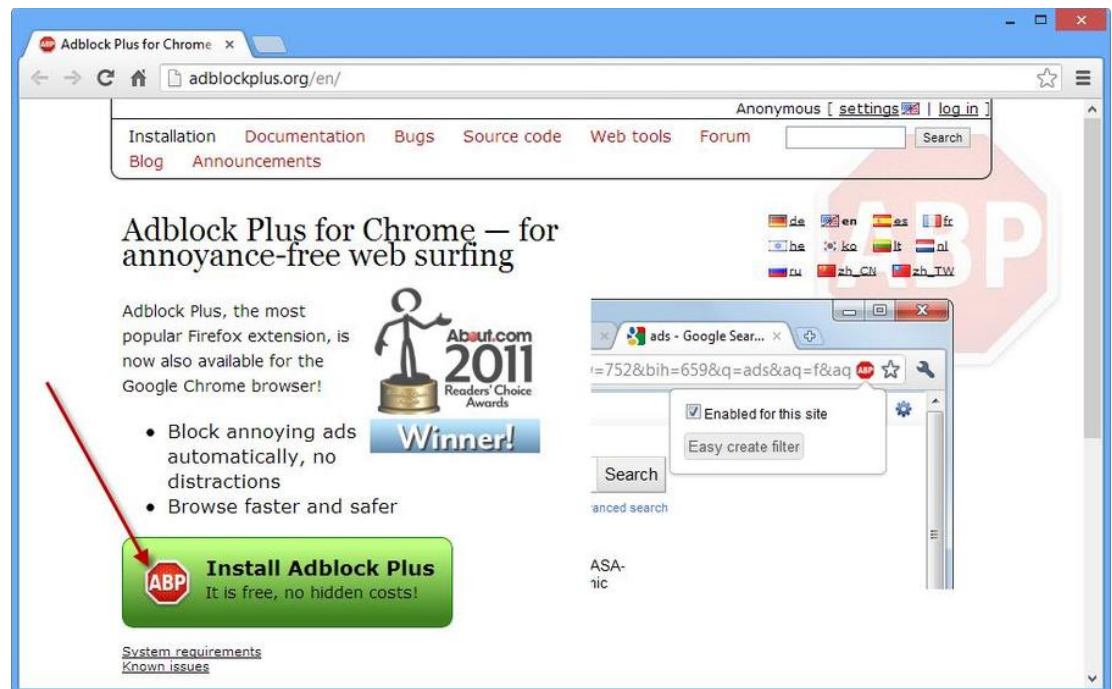 Adblock Plus for Chrome
adblockplus.org/en/
Anonymous [ settings | log in ]
Installation Documentation Bugs Source code Web tools Forum Search
Blog Announcements
ABP
Adblock Plus for Chrome — for
annoyance-free web surfing
de en es fr
he ko lt nl
ru zh_CN zh_TW
Adblock Plus, the most
popular Firefox extension, is
now also available for the
Google Chrome browser!
About.com
2011
Readers' Choice
Awards
Winner!
• Block annoying ads
automatically, no
distractions
• Browse faster and safer
ads - Google Sear...
=752&bih=659&q=ads&aq=f&aq ABP
Enabled for this site
Easy create filter
Search
anced search
ASA-
nic
ABP
Install Adblock Plus
It is free, no hidden costs!
System requirements
Known issues